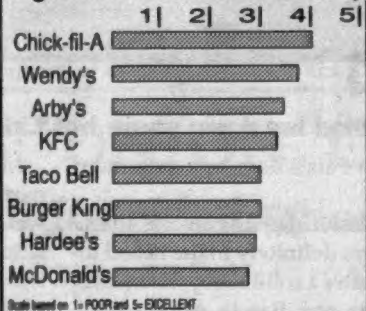 1| 2| 3| 4| 5|
Chick-fil-A
Wendy's
Arby's
KFC
Taco Bell
Burger King
Hardee's
McDonald's
Scale based on 1= POOR and 5= EXCELLENT